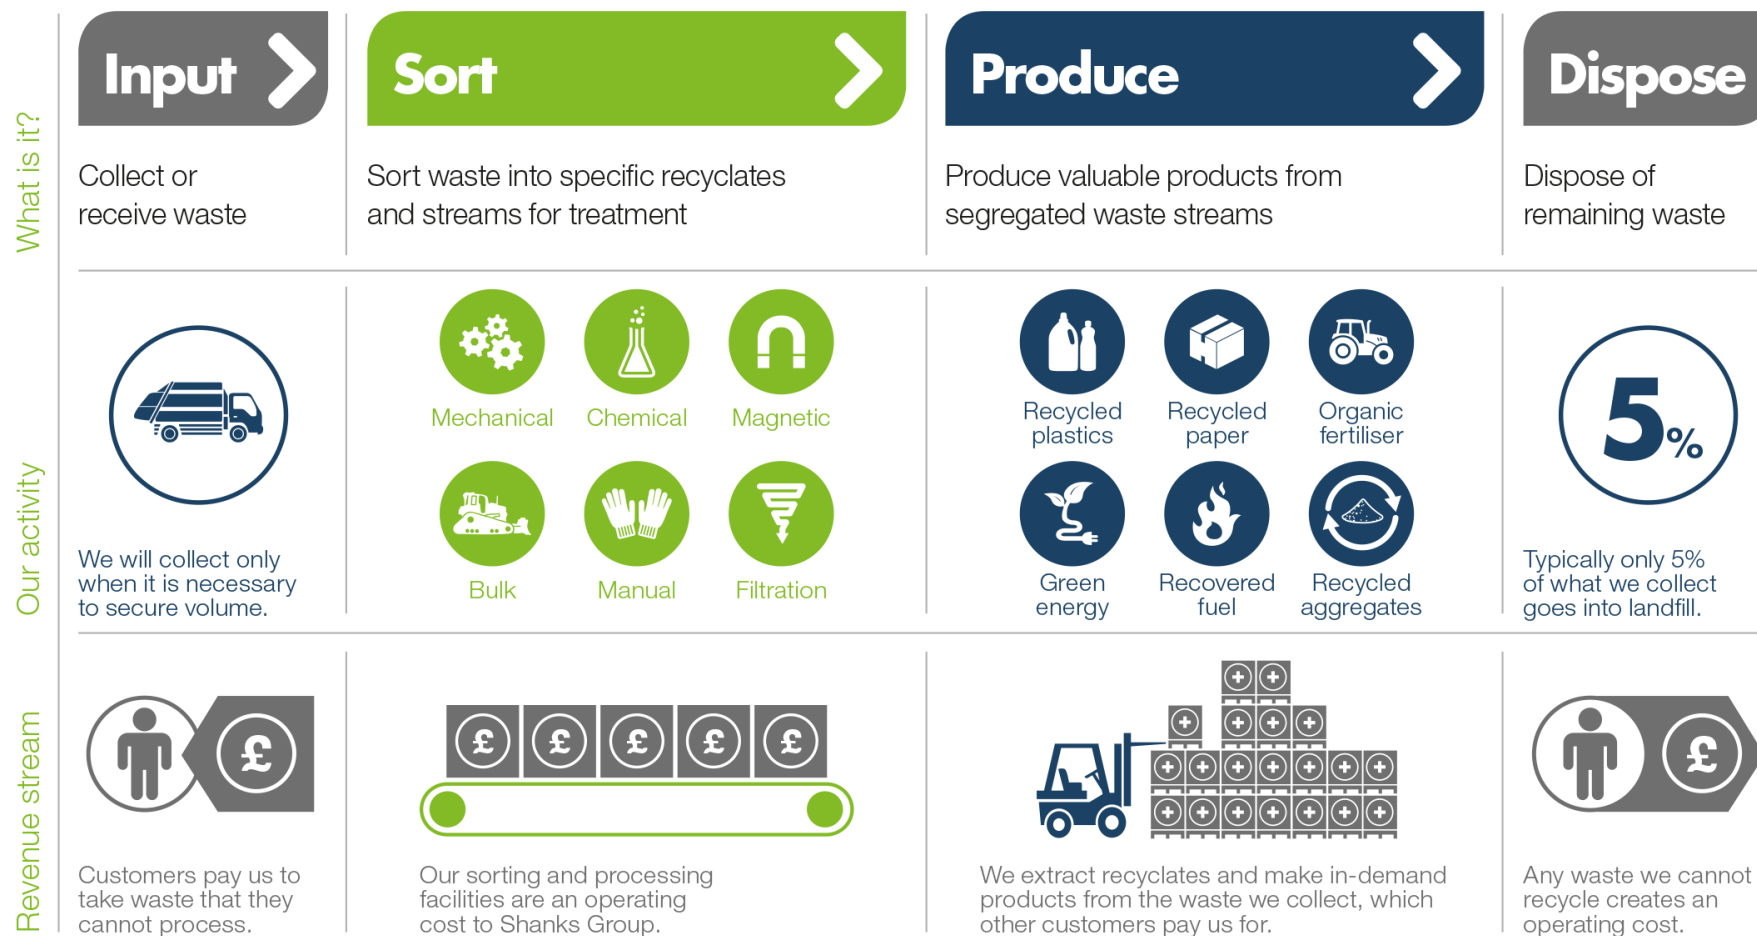 Input
Sort
Produce
Dispose
What is it?
Collect or
receive waste
Sort waste into specific recyclates
and streams for treatment
Produce valuable products from
segregated waste streams
Dispose of
remaining waste
Our activity
We will collect only
when it is necessary
to secure volume.
Mechanical
Chemical
Magnetic
Bulk
Manual
Filtration
Recycled
plastics
Recycled
paper
Organic
fertiliser
Green
energy
Recovered
fuel
Recycled
aggregates
5%
Typically only 5%
of what we collect
goes into landfill.
Revenue stream
£
Customers pay us to
take waste that they
cannot process.
£ £ £ £ £
Our sorting and processing
facilities are an operating
cost to Shanks Group.
We extract recyclates and make in-demand
products from the waste we collect, which
other customers pay us for.
£
Any waste we cannot
recycle creates an
operating cost.